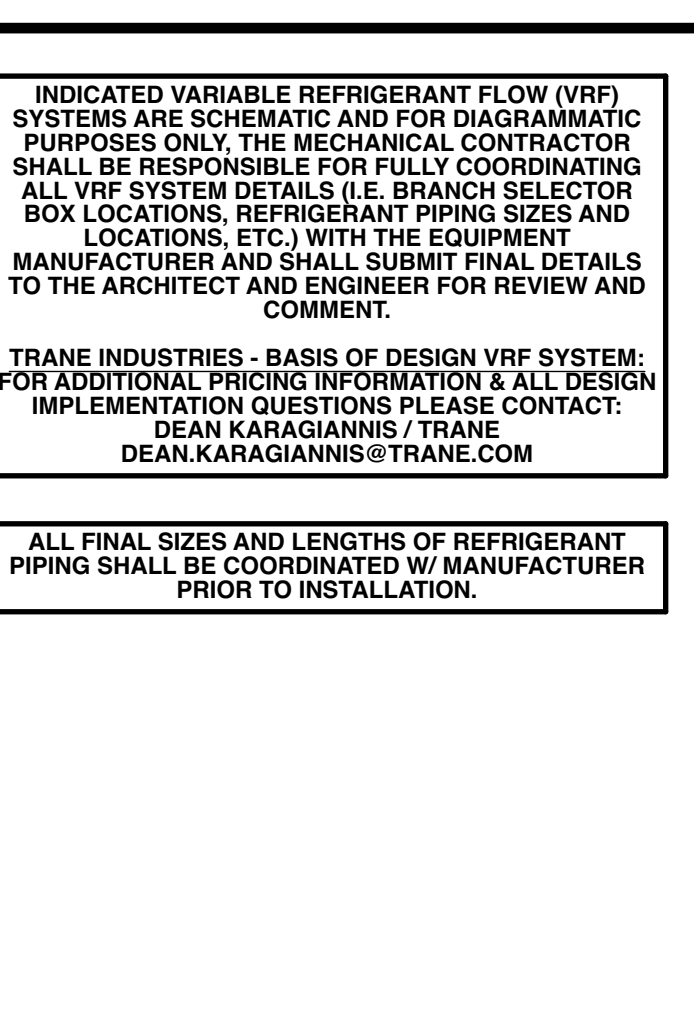 INDICATED VARIABLE REFRIGERANT FLOW (VRF)
SYSTEMS ARE SCHEMATIC AND FOR DIAGRAMMATIC
PURPOSES ONLY, THE MECHANICAL CONTRACTOR
SHALL BE RESPONSIBLE FOR FULLY COORDINATING
ALL VRF SYSTEM DETAILS (I.E. BRANCH SELECTOR
BOX LOCATIONS, REFRIGERANT PIPING SIZES AND
LOCATIONS, ETC.) WITH THE EQUIPMENT
MANUFACTURER AND SHALL SUBMIT FINAL DETAILS
TO THE ARCHITECT AND ENGINEER FOR REVIEW AND
COMMENT.
TRANE INDUSTRIES - BASIS OF DESIGN VRF SYSTEM:
FOR ADDITIONAL PRICING INFORMATION & ALL DESIGN
IMPLEMENTATION QUESTIONS PLEASE CONTACT:
DEAN KARAGIANNIS / TRANE
DEAN.KARAGIANNIS@TRANE.COM
ALL FINAL SIZES AND LENGTHS OF REFRIGERANT
PIPING SHALL BE COORDINATED W/ MANUFACTURER
PRIOR TO INSTALLATION.